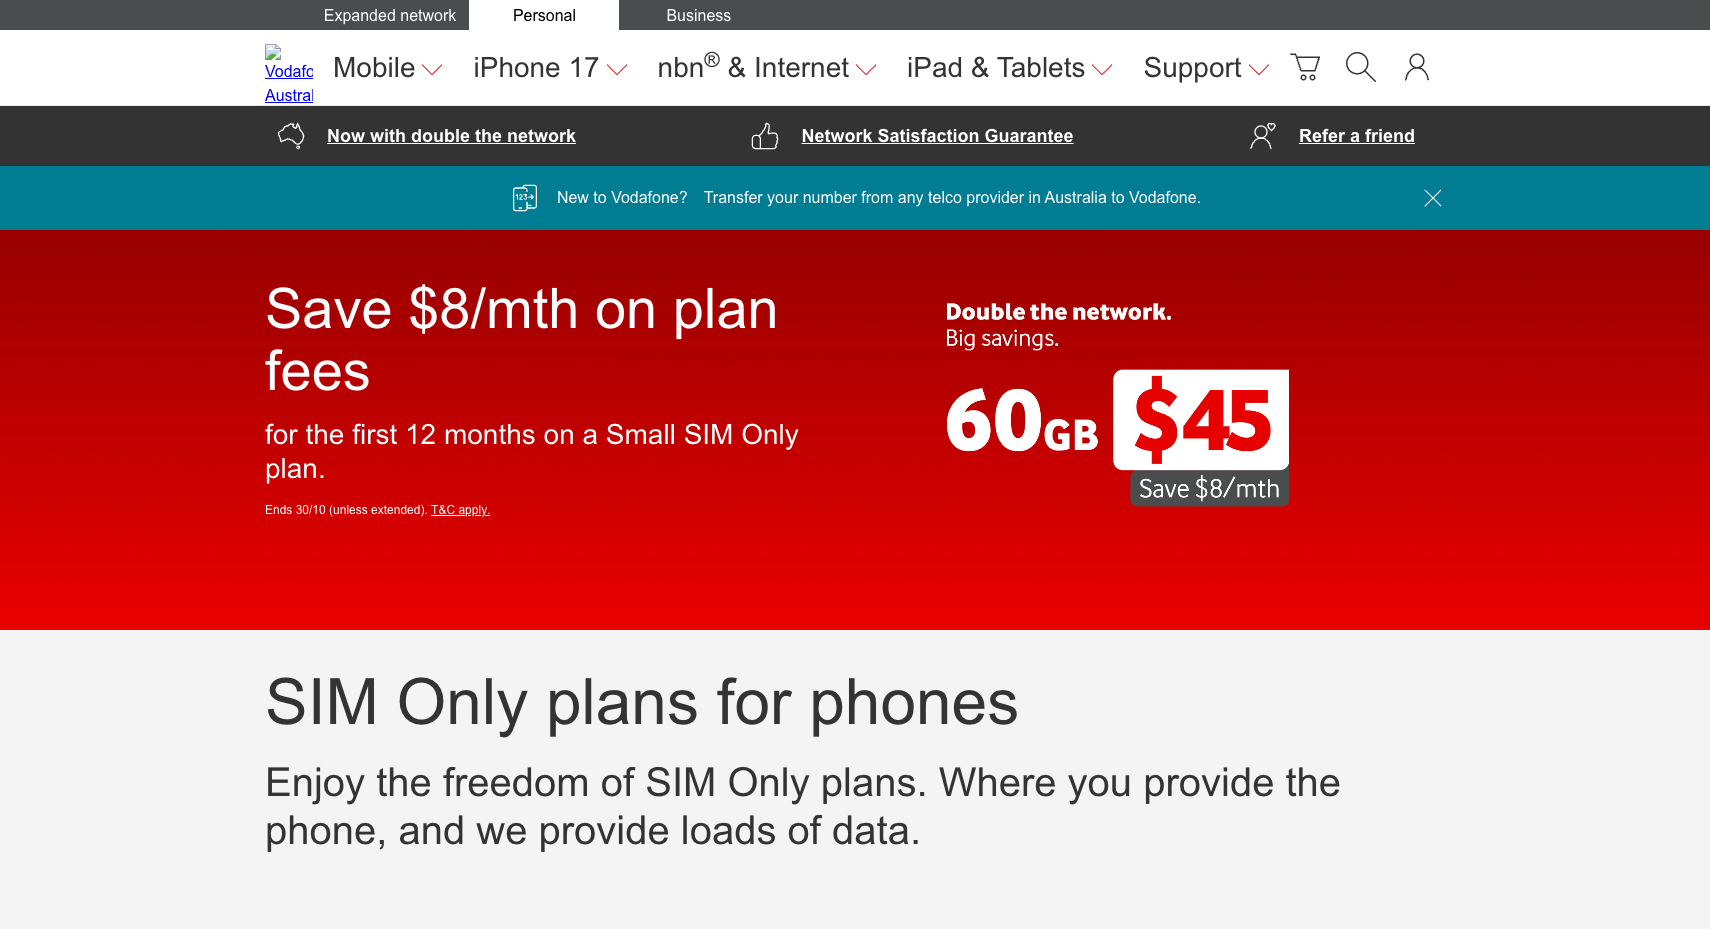 Expanded network
Personal
Business
Vodafo
Austral
Mobile
iPhone 17
nbn® & Internet
iPad & Tablets
Support
Now with double the network
Network Satisfaction Guarantee
Refer a friend
123
New to Vodafone? Transfer your number from any telco provider in Australia to Vodafone.
Save $8/mth on plan
fees
for the first 12 months on a Small SIM Only
plan.
Ends 30/10 (unless extended). T&C apply.
Double the network.
Big savings.
60GB $45
Save $8/mth
SIM Only plans for phones
Enjoy the freedom of SIM Only plans. Where you provide the
phone, and we provide loads of data.